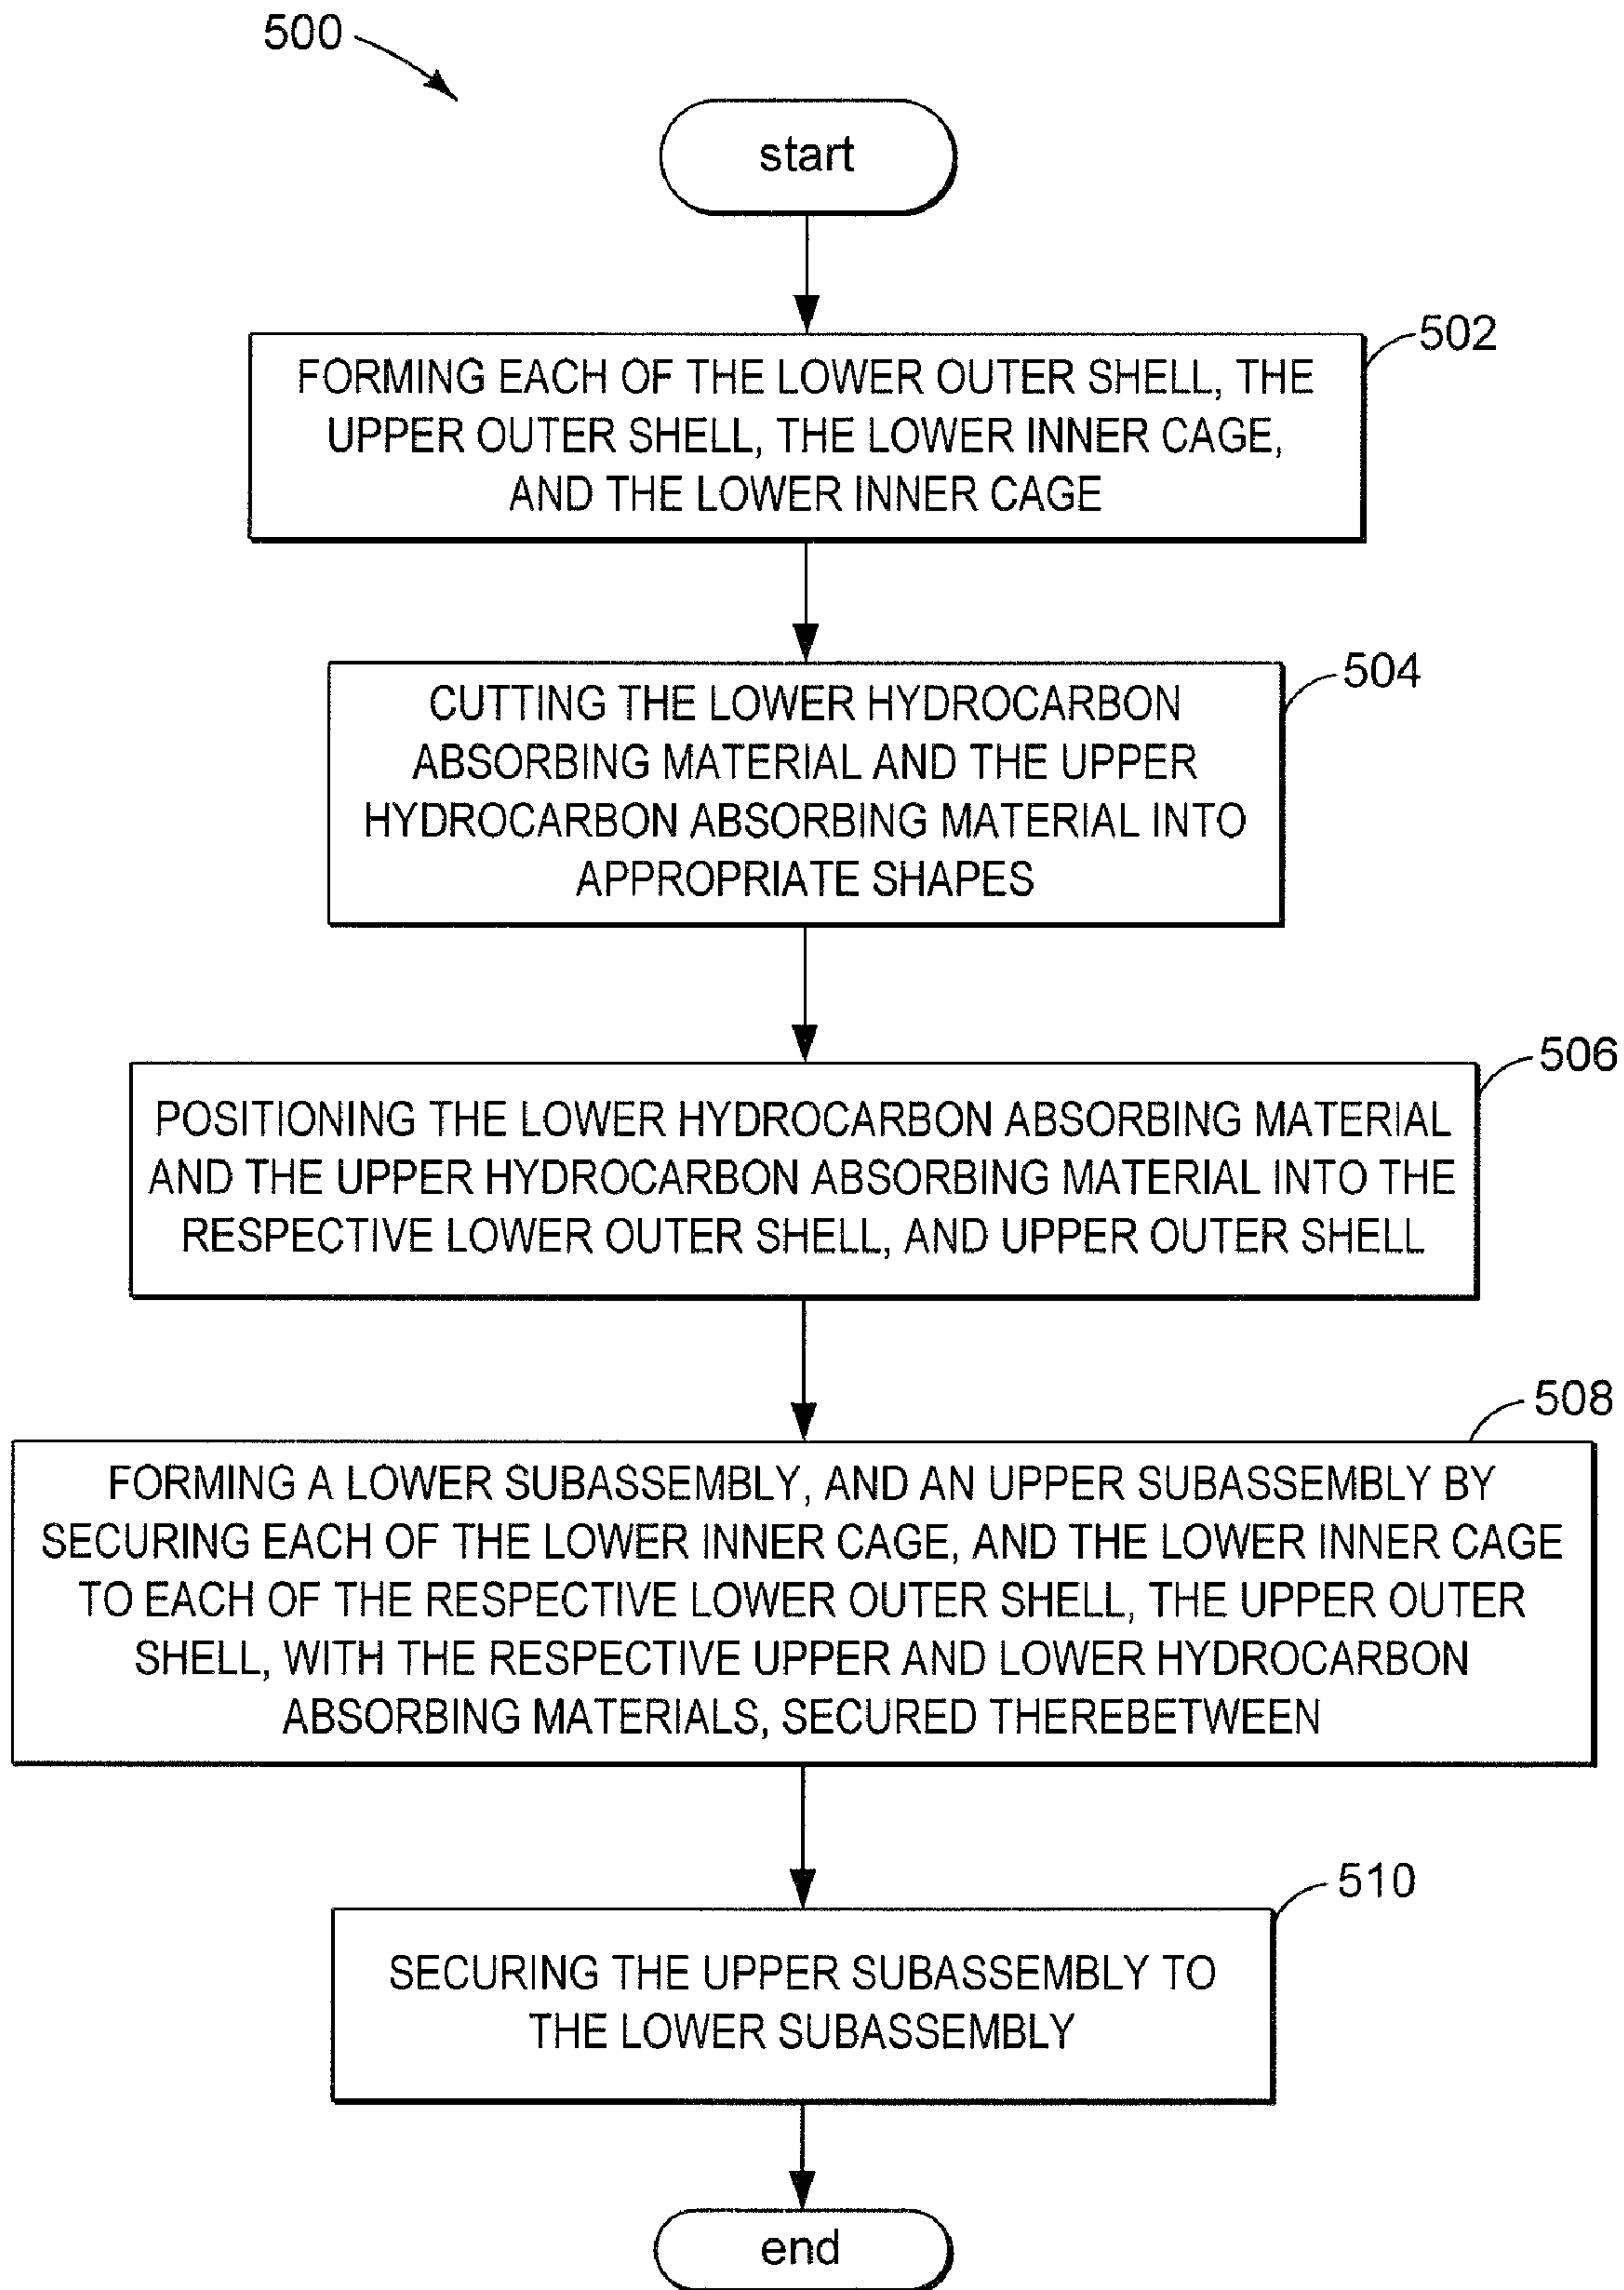 500
start
502
FORMING EACH OF THE LOWER OUTER SHELL, THE
UPPER OUTER SHELL, THE LOWER INNER CAGE,
AND THE LOWER INNER CAGE
504
CUTTING THE LOWER HYDROCARBON
ABSORBING MATERIAL AND THE UPPER
HYDROCARBON ABSORBING MATERIAL INTO
APPROPRIATE SHAPES
506
POSITIONING THE LOWER HYDROCARBON ABSORBING MATERIAL
AND THE UPPER HYDROCARBON ABSORBING MATERIAL INTO THE
RESPECTIVE LOWER OUTER SHELL, AND UPPER OUTER SHELL
508
FORMING A LOWER SUBASSEMBLY, AND AN UPPER SUBASSEMBLY BY
SECURING EACH OF THE LOWER INNER CAGE, AND THE LOWER INNER CAGE
TO EACH OF THE RESPECTIVE LOWER OUTER SHELL, THE UPPER OUTER
SHELL, WITH THE RESPECTIVE UPPER AND LOWER HYDROCARBON
ABSORBING MATERIALS, SECURED THEREBETWEEN
510
SECURING THE UPPER SUBASSEMBLY TO
THE LOWER SUBASSEMBLY
end